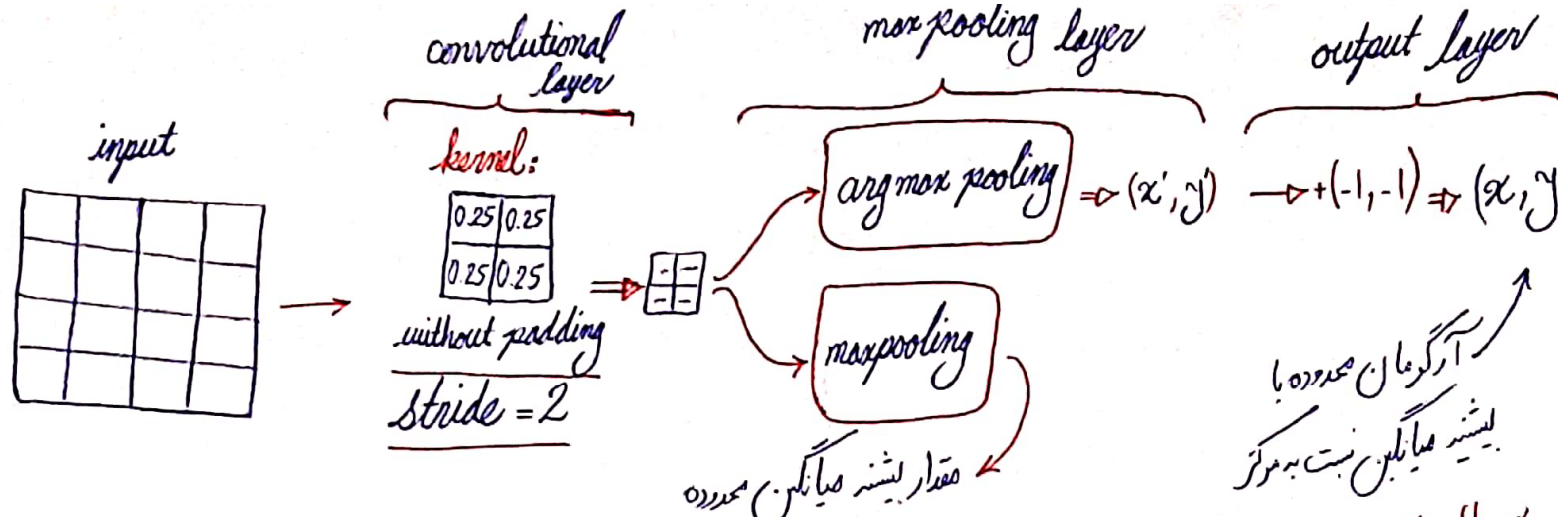 input
convolutional
layer
kernel:
0.25 0.25
0.25 0.25
without padding
stride = 2
max pooling layer
argmax pooling
⇒ (x', y')
maxpooling
مقدار بیشینه میانگین محدوده
output layer
→ +(-1, -1) ⇒ (x, y
آرگومان محدوده با
بیشینه میانگین نسبت به مرکز